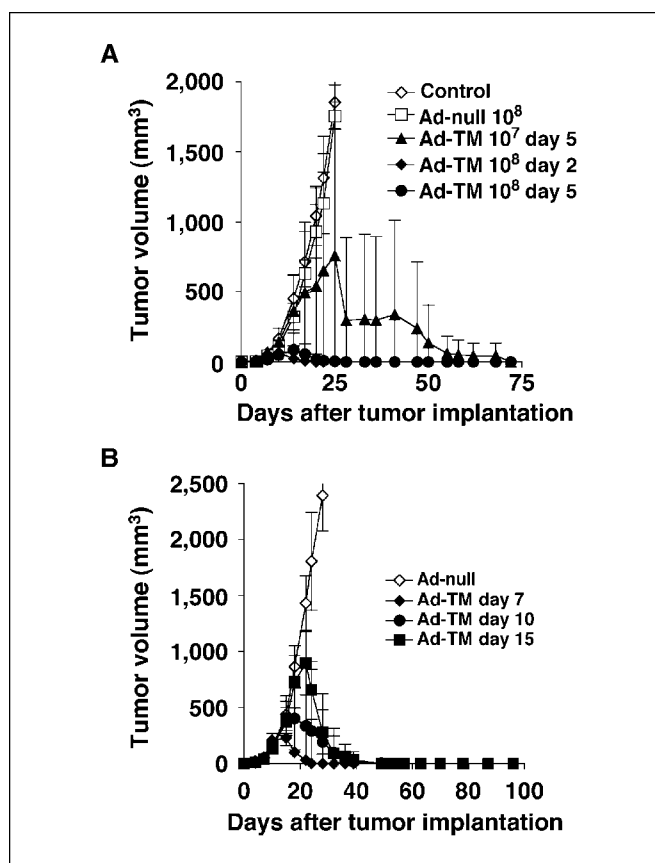 A
Tumor volume (mm³)
2,000
1,500
1,000
500
0
Control
Ad-null 10⁸
Ad-TM 10⁷ day 5
Ad-TM 10⁸ day 2
Ad-TM 10⁸ day 5
0 25 50 75
Days after tumor implantation
B
Tumor volume (mm³)
2,500
2,000
1,500
1,000
500
0
Ad-null
Ad-TM day 7
Ad-TM day 10
Ad-TM day 15
0 20 40 60 80 100
Days after tumor implantation